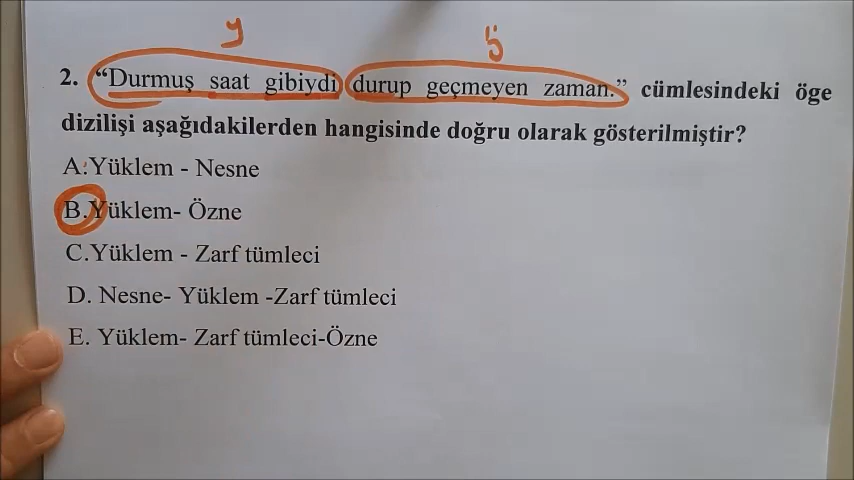 y ö
2. “Durmuş saat gibiydi durup geçmeyen zaman.” cümlesindeki öge
dizilişi aşağıdakilerden hangisinde doğru olarak gösterilmiştir?
A.Yüklem - Nesne
B.Yüklem- Özne
C.Yüklem - Zarf tümleci
D. Nesne- Yüklem -Zarf tümleci
E. Yüklem- Zarf tümleci-Özne